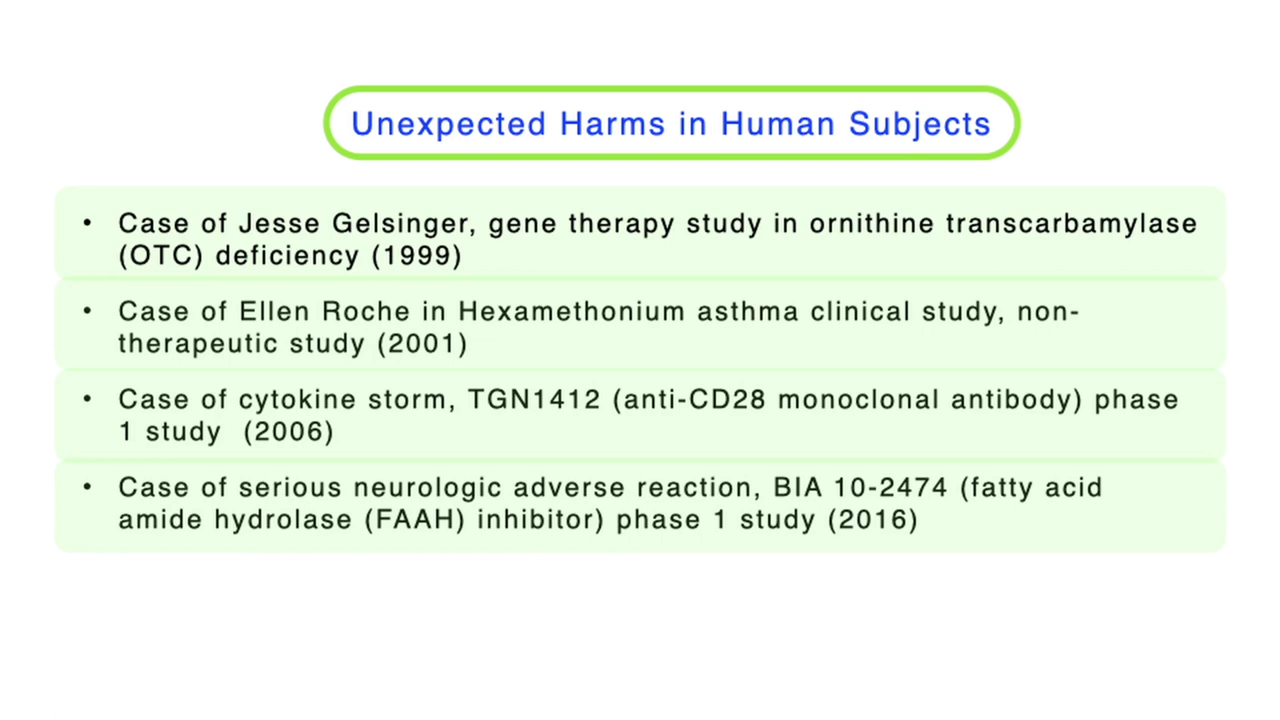 Unexpected Harms in Human Subjects
• Case of Jesse Gelsinger, gene therapy study in ornithine transcarbamylase
(OTC) deficiency (1999)
• Case of Ellen Roche in Hexamethonium asthma clinical study, non-
therapeutic study (2001)
• Case of cytokine storm, TGN1412 (anti-CD28 monoclonal antibody) phase
1 study  (2006)
• Case of serious neurologic adverse reaction, BIA 10-2474 (fatty acid
amide hydrolase (FAAH) inhibitor) phase 1 study (2016)